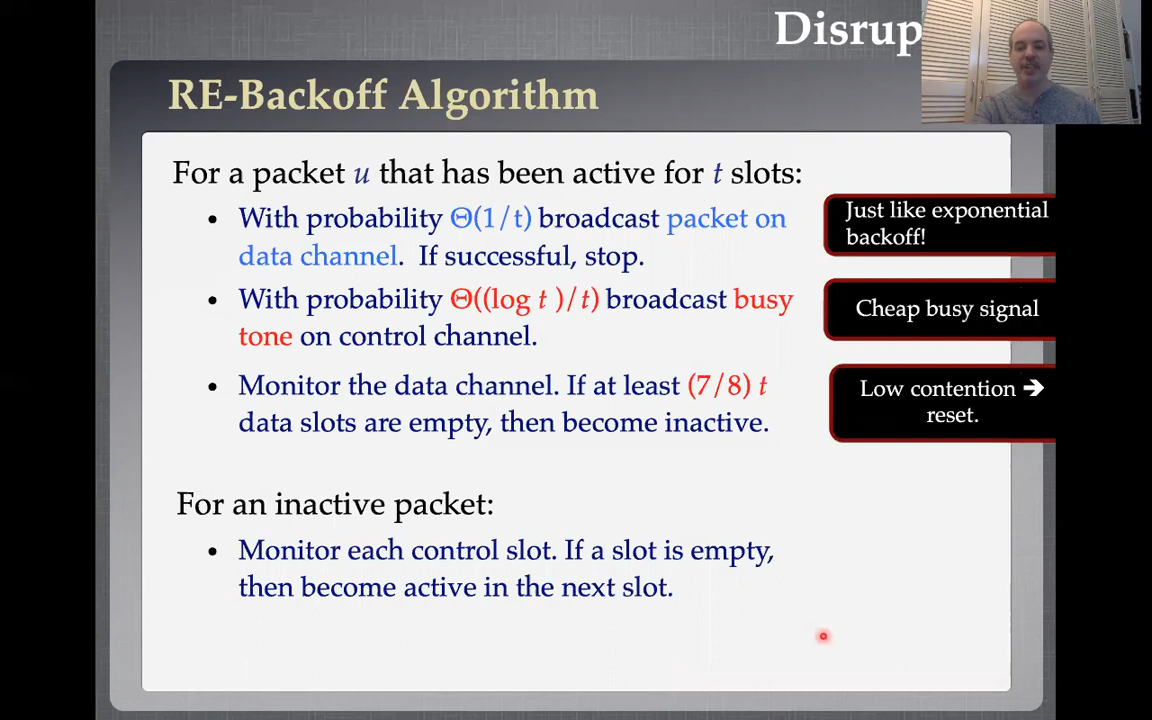 Disrup
RE-Backoff Algorithm
For a packet u that has been active for t slots:
• With probability Θ(1/t) broadcast packet on
data channel. If successful, stop.
• With probability Θ((log t )/t) broadcast busy
tone on control channel.
• Monitor the data channel. If at least (7/8) t
data slots are empty, then become inactive.
Just like exponential
backoff!
Cheap busy signal
Low contention ➔
reset.
For an inactive packet:
• Monitor each control slot. If a slot is empty,
then become active in the next slot.